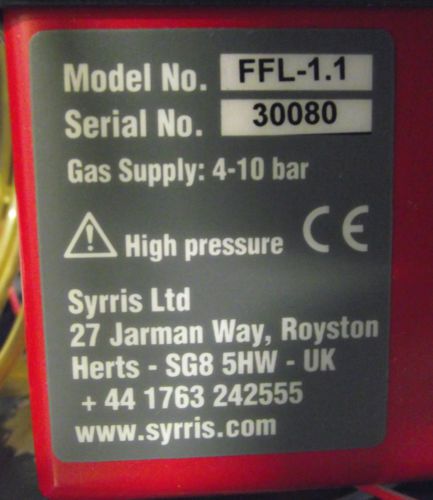 Model No. FFL-1.1
Serial No. 30080
Gas Supply: 4-10 bar
High pressure CE
Syrris Ltd
27 Jarman Way, Royston
Herts - SG8 5HW - UK
+ 44 1763 242555
www.syrris.com